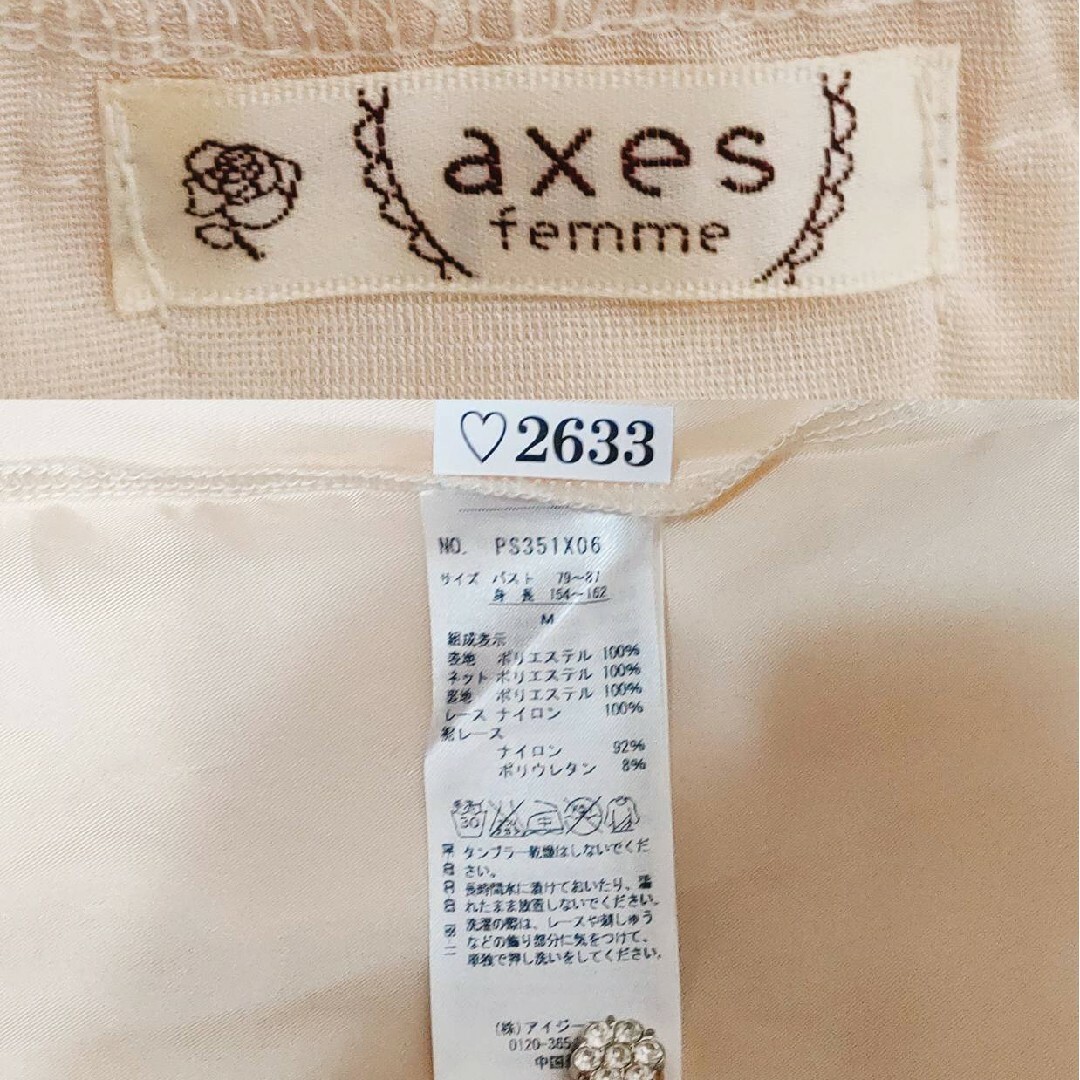 axes
femme
♡2633
NO. PS351X06
サイズ バスト 79~87
身長 154~162
M
組成表示
表地 ポリエステル 100%
ネット ポリエステル 100%
裏地 ポリエステル 100%
レース ナイロン 100%
別レース
ナイロン 92%
ポリウレタン 8%
手洗イ
30 中
タンブラー乾燥はしないでくだ
さい。
長時間水に漬けておいたり、濡
れたまま放置しないでください。
洗濯の際は、レースや刺しゅう
などの飾り部分に気をつけて、
単独で押し洗いをしてください。
(株)アイジー
0120-385
中国